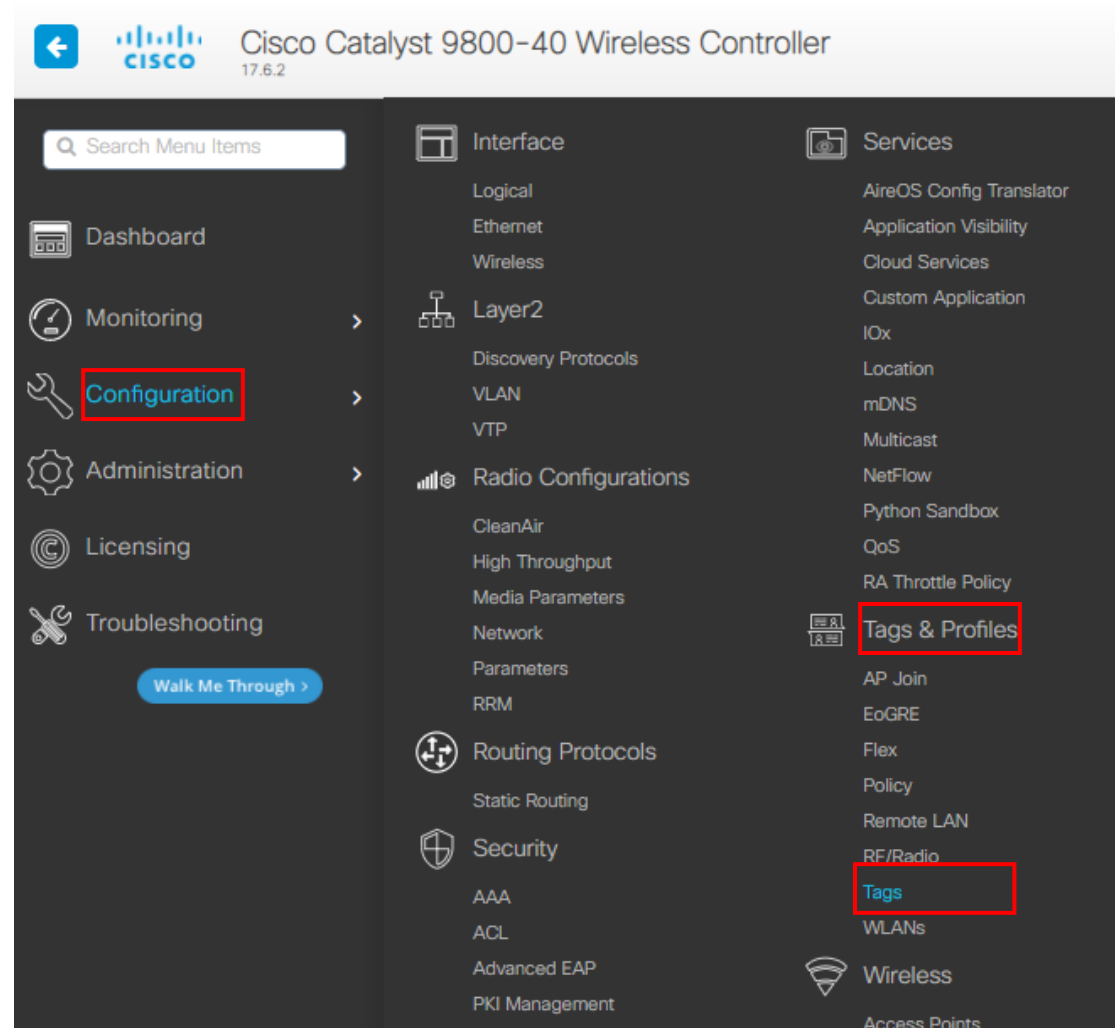 CISCO
Cisco Catalyst 9800-40 Wireless Controller
17.6.2
Search Menu Items
Dashboard
Monitoring
Configuration
Administration
Licensing
Troubleshooting
Walk Me Through >
Interface
Logical
Ethernet
Wireless
Layer2
Discovery Protocols
VLAN
VTP
Radio Configurations
CleanAir
High Throughput
Media Parameters
Network
Parameters
RRM
Routing Protocols
Static Routing
Security
AAA
ACL
Advanced EAP
PKI Management
Services
AireOS Config Translator
Application Visibility
Cloud Services
Custom Application
IOx
Location
mDNS
Multicast
NetFlow
Python Sandbox
QoS
RA Throttle Policy
Tags & Profiles
AP Join
EoGRE
Flex
Policy
Remote LAN
RF/Radio
Tags
WLANs
Wireless
Access Points